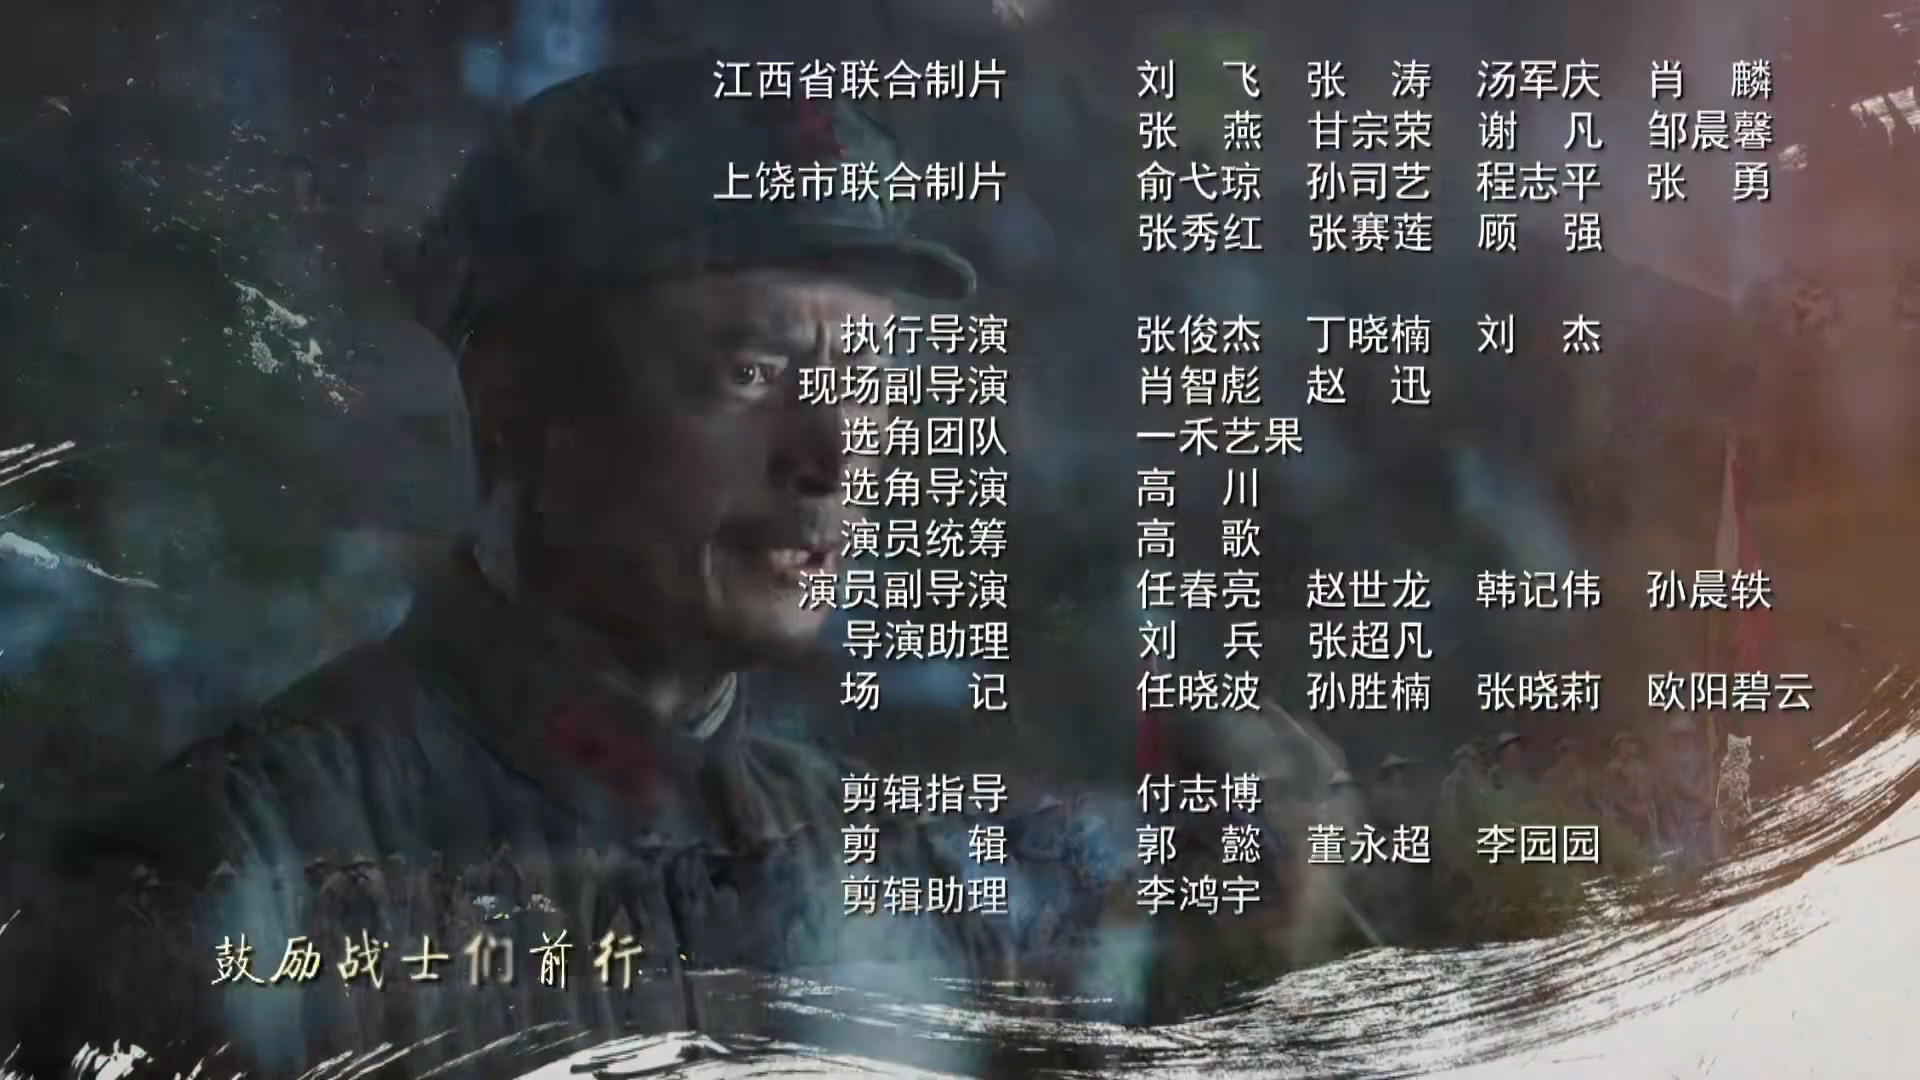 江西省联合制片 刘 飞 张 涛 汤军庆 肖 麟
张 燕 甘宗荣 谢 凡 邹晨馨
上饶市联合制片 俞弋琼 孙司艺 程志平 张 勇
张秀红 张赛莲 顾 强
执行导演 张俊杰 丁晓楠 刘 杰
现场副导演 肖智彪 赵 迅
选角团队 一禾艺果
选角导演 高 川
演员统筹 高 歌
演员副导演 任春亮 赵世龙 韩记伟 孙晨轶
导演助理 刘 兵 张超凡
场 记 任晓波 孙胜楠 张晓莉 欧阳碧云
剪辑指导 付志博
剪 辑 郭 懿 董永超 李园园
剪辑助理 李鸿宇
鼓励战士们前行